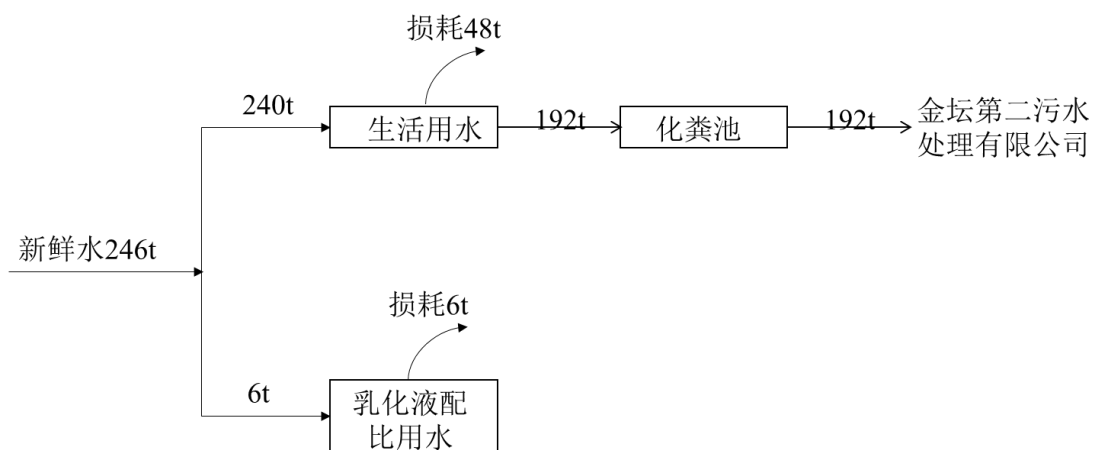 损耗48t
240t
生活用水
192t
化粪池
192t
金坛第二污水
处理有限公司
新鲜水246t
损耗6t
6t
乳化液配
比用水